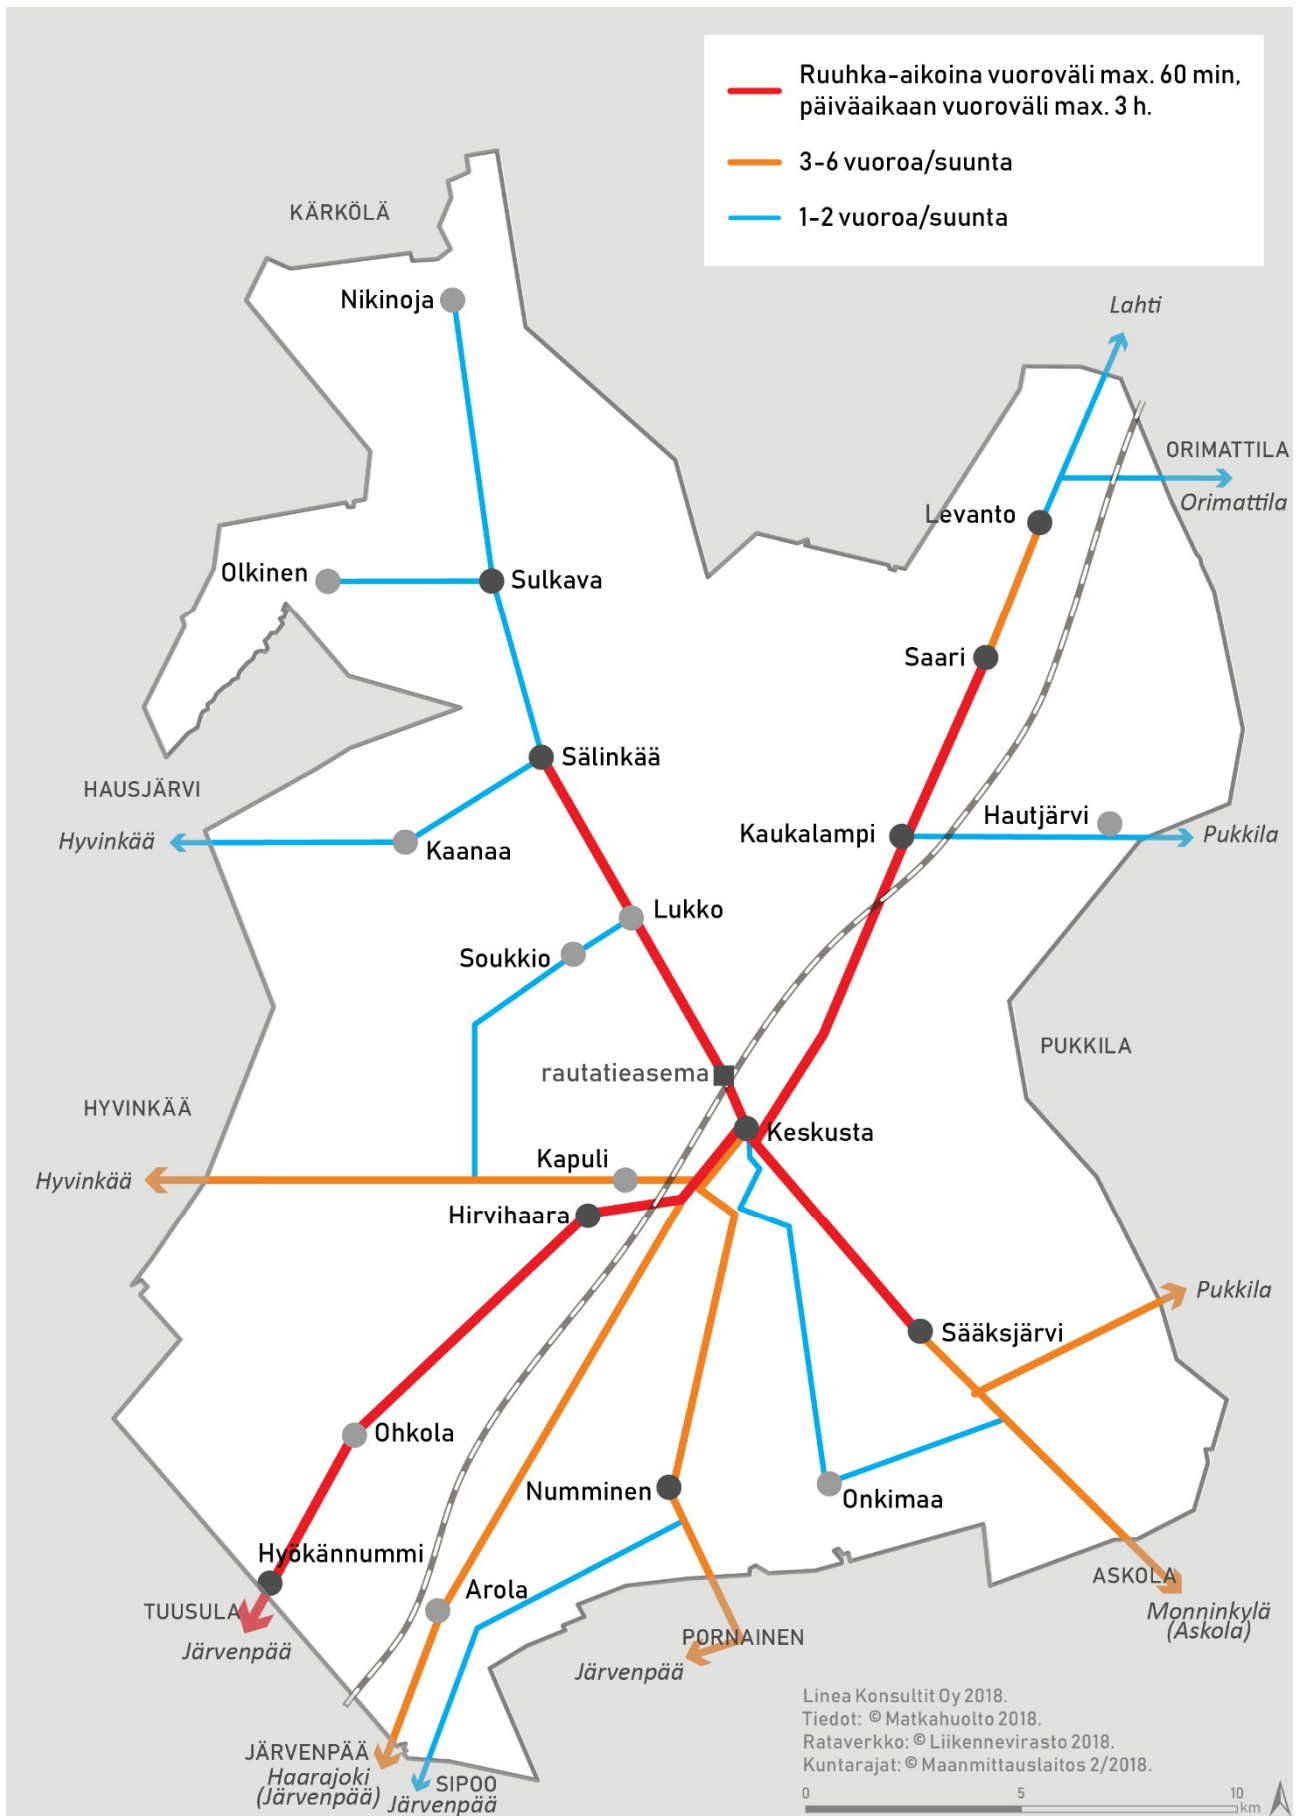 Ruuhka-aikoina vuoroväli max. 60 min,
päiväaikaan vuoroväli max. 3 h.
3-6 vuoroa/suunta
1-2 vuoroa/suunta
KÄRKÖLÄ
Nikinoja
Lahti
ORIMATTILA
Orimattila
Levanto
Olkinen
Sulkava
Saari
Sälinkää
HAUSJÄRVI
Hyvinkää
Kaanaa
Kaukalampi
Hautjärvi
Pukkila
Lukko
Soukkio
PUKKILA
rautatieasema
HYVINKÄÄ
Keskusta
Kapuli
Hyvinkää
Hirvihaara
Pukkila
Sääksjärvi
Ohkola
Numminen
Onkimaa
Hyökännummi
Arola
ASKOLA
TUUSULA
Järvenpää
Monninkylä
(Askola)
PORNAINEN
Järvenpää
Linea Konsultit Oy 2018.
Tiedot: © Matkahuolto 2018.
Rataverkko: © Liikennevirasto 2018.
Kuntarajat: © Maanmittauslaitos 2/2018.
JÄRVENPÄÄ
Haarajoki
(Järvenpää)
SIPOO
Järvenpää
0 5 10
km